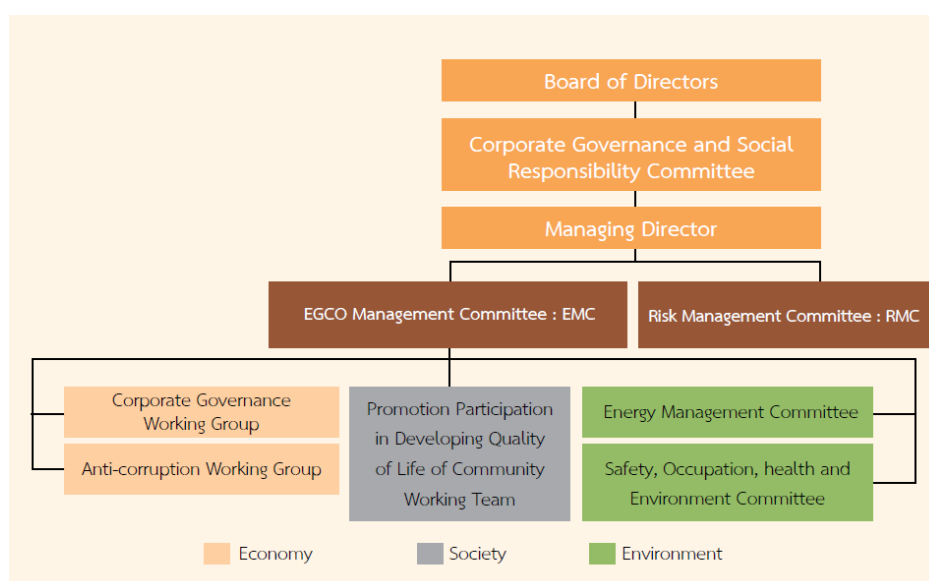 Board of Directors
Corporate Governance and Social
Responsibility Committee
Managing Director
EGCO Management Committee : EMC
Risk Management Committee : RMC
Corporate Governance
Working Group
Anti-corruption Working Group
Promotion Participation
in Developing Quality
of Life of Community
Working Team
Energy Management Committee
Safety, Occupation, health and
Environment Committee
Economy
Society
Environment